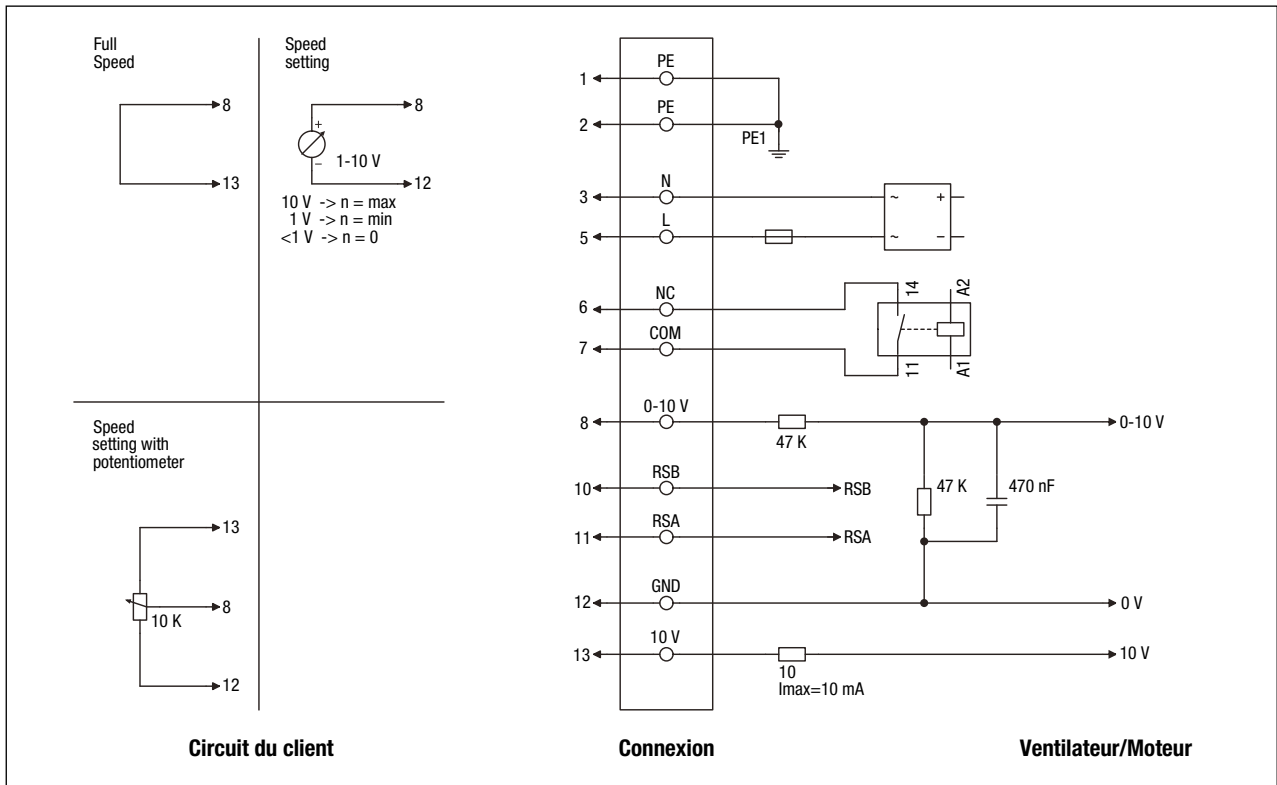 Full
Speed
8
13
Speed
setting
8
+
1-10 V
–
12
10 V -> n = max
1 V -> n = min
<1 V -> n = 0
Speed
setting with
potentiometer
13
8
10 K
12
Circuit du client
1
PE
2
PE
PE1
3
N
~
+
5
L
~
–
6
NC
14
A2
7
COM
11
A1
8
0-10 V
47 K
0-10 V
10
RSB
RSB
47 K
470 nF
11
RSA
RSA
12
GND
0 V
13
10 V
10
Imax=10 mA
10 V
Connexion
Ventilateur/Moteur